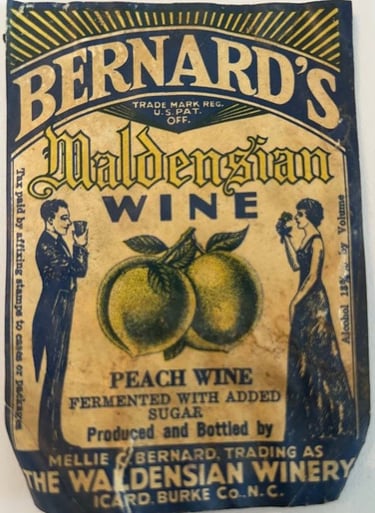 BERNARD'S
TRADE MARK REG.
U.S. PAT.
OFF.
Waldensian
WINE
Tax paid by affixing stamps to cases or packages
Alcohol 13% by Volume
PEACH WINE
FERMENTED WITH ADDED
SUGAR
Produced and Bottled by
MELLIE C. BERNARD, TRADING AS
THE WALDENSIAN WINERY
ICARD, BURKE Co., N.C.